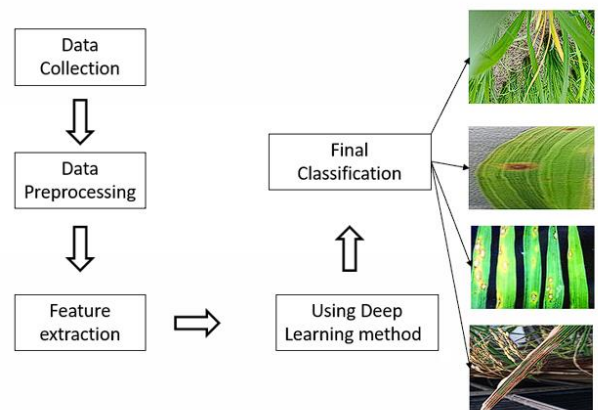 Data
Collection
Data
Preprocessing
Feature
extraction
Using Deep
Learning method
Final
Classification